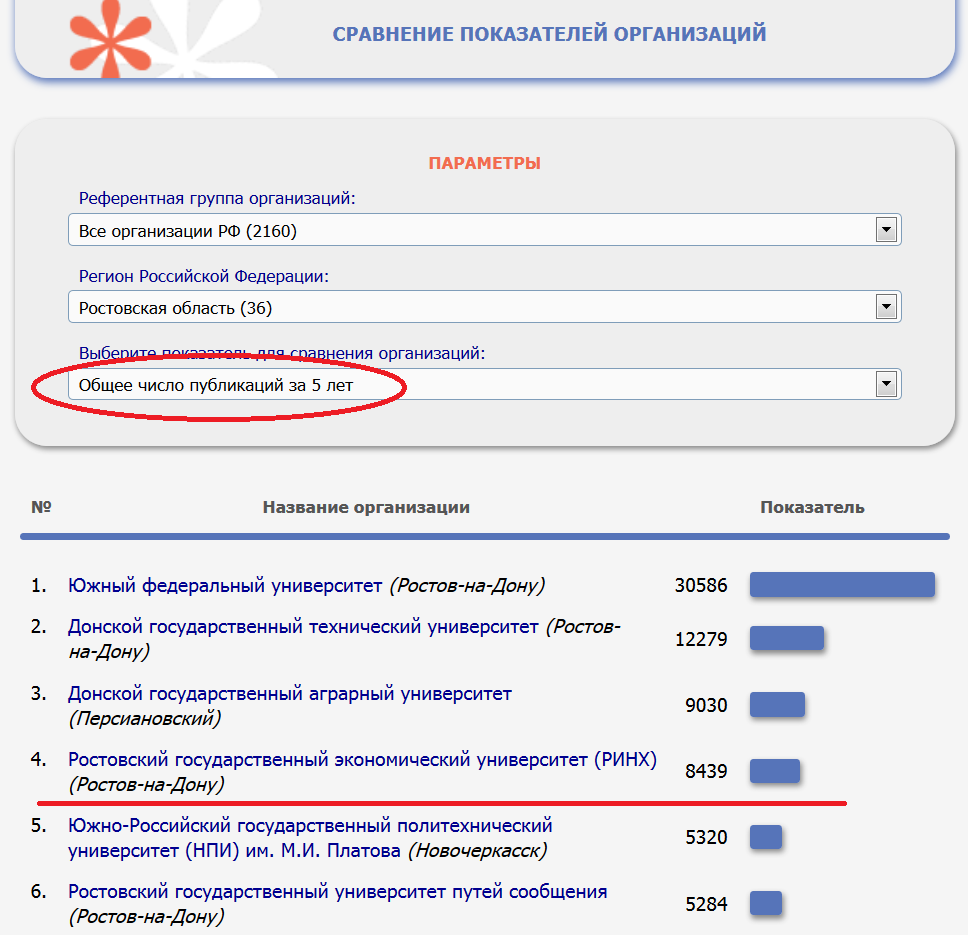 СРАВНЕНИЕ ПОКАЗАТЕЛЕЙ ОРГАНИЗАЦИЙ
ПАРАМЕТРЫ
Референтная группа организаций:
Все организации РФ (2160)
Регион Российской Федерации:
Ростовская область (36)
Выберите показатель для сравнения организаций:
Общее число публикаций за 5 лет
№ Название организации Показатель
1. Южный федеральный университет (Ростов-на-Дону) 30586
2. Донской государственный технический университет (Ростов-
на-Дону) 12279
3. Донской государственный аграрный университет
(Персиановский) 9030
4. Ростовский государственный экономический университет (РИНХ)
(Ростов-на-Дону) 8439
5. Южно-Российский государственный политехнический
университет (НПИ) им. М.И. Платова (Новочеркасск) 5320
6. Ростовский государственный университет путей сообщения
(Ростов-на-Дону) 5284